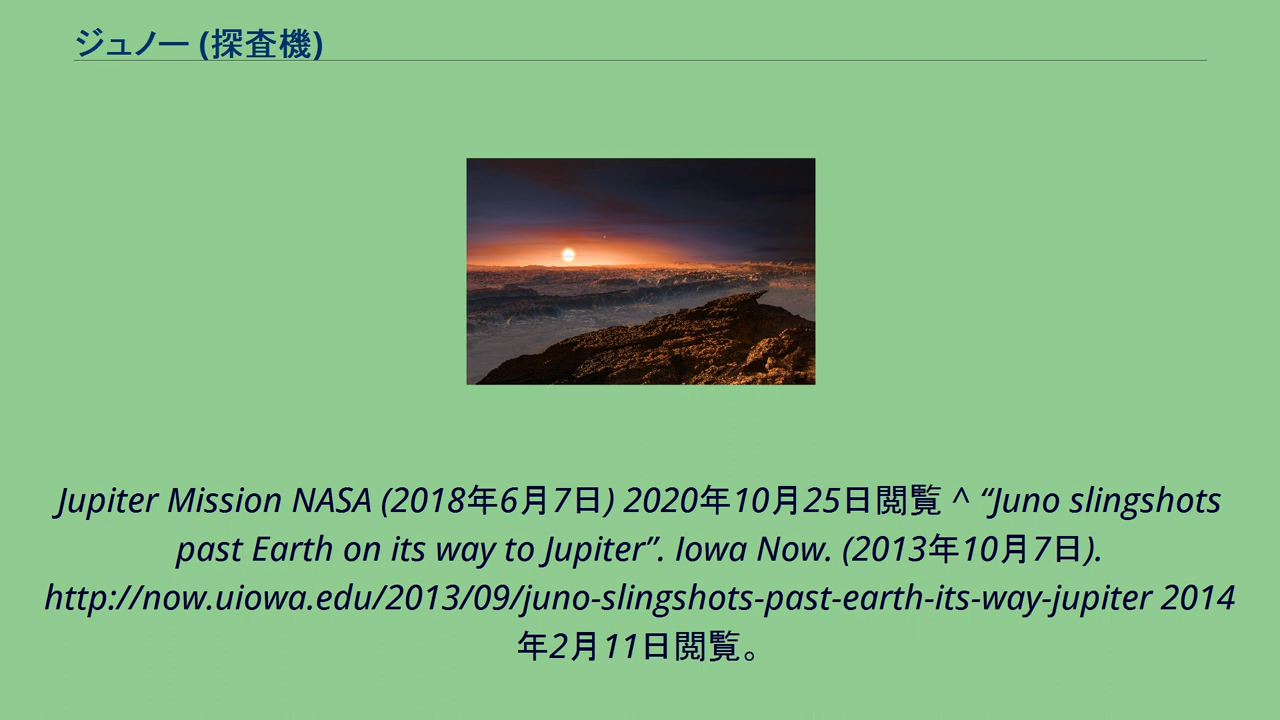 ジュノー (探査機)
Jupiter Mission NASA (2018年6月7日) 2020年10月25日閲覧 ^ “Juno slingshots
past Earth on its way to Jupiter”. Iowa Now. (2013年10月7日).
http://now.uiowa.edu/2013/09/juno-slingshots-past-earth-its-way-jupiter 2014
年2月11日閲覧。